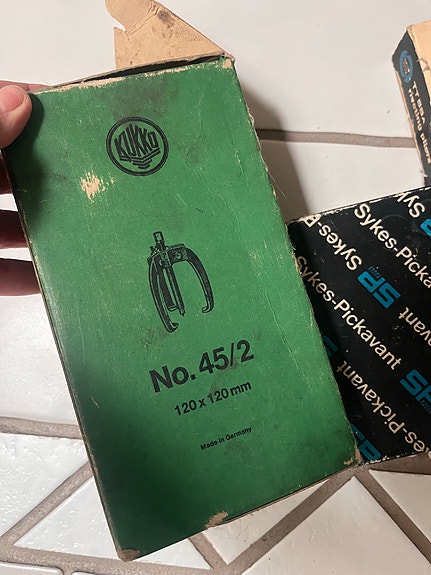 KUKKO
No. 45/2
120 x 120 mm
Made in Germany
Sykes-Pickavant
SP
Sykes-Pickavant
SP
Sykes-Pickavant